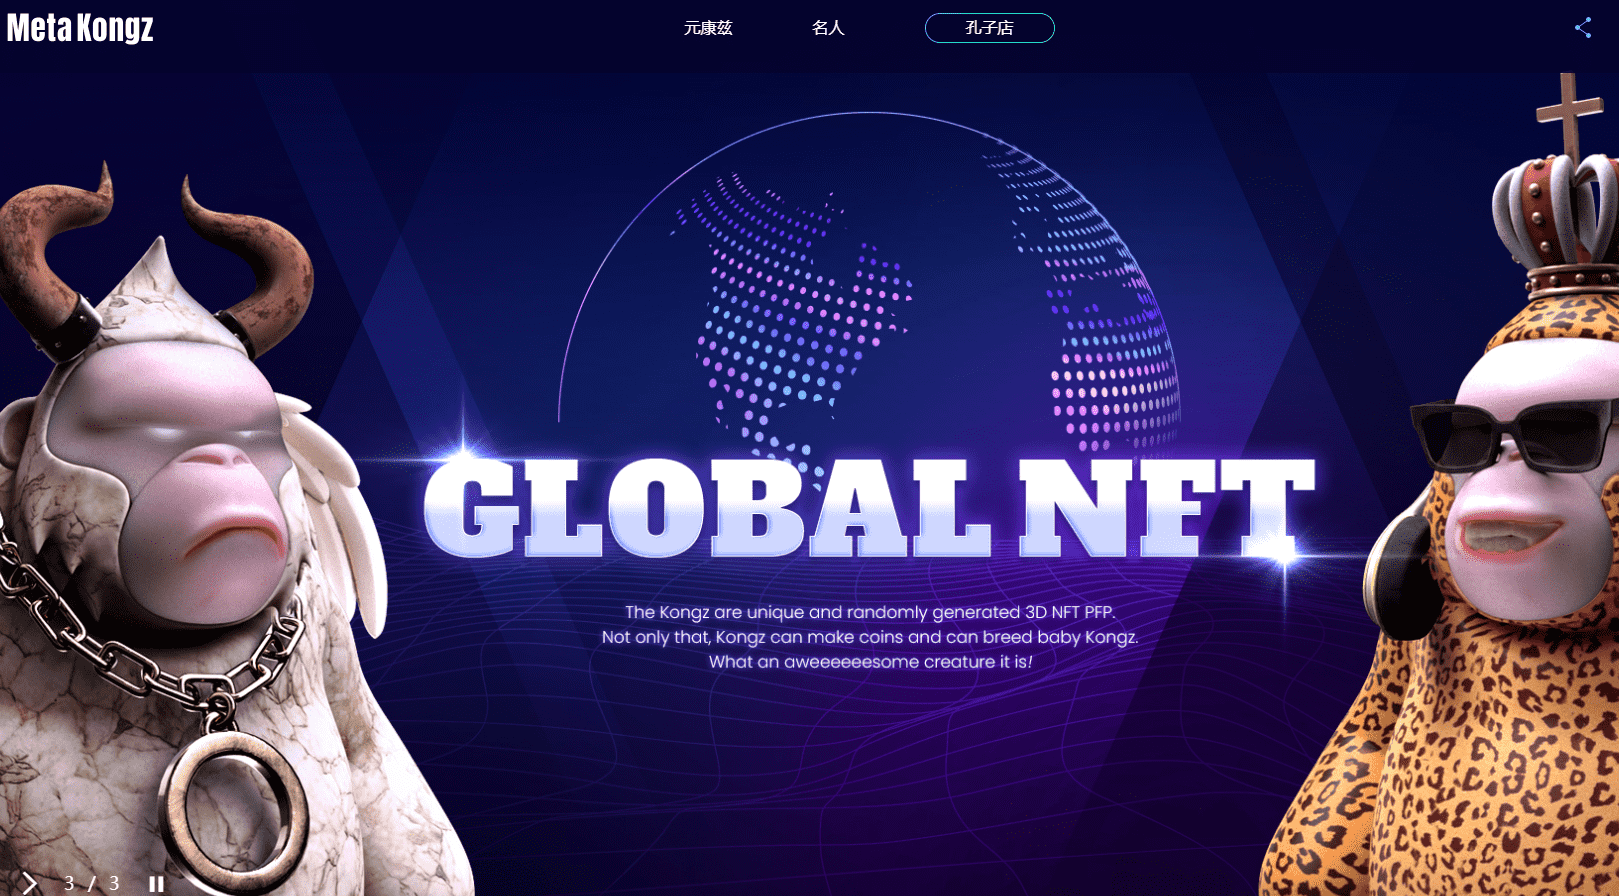 Meta Kongz
元康兹
名人
孔子店
GLOBAL NFT
The Kongz are unique and randomly generated 3D NFT PFP.
Not only that, Kongz can make coins and can breed baby Kongz.
What an aweeeeeesome creature it is!
3 / 3